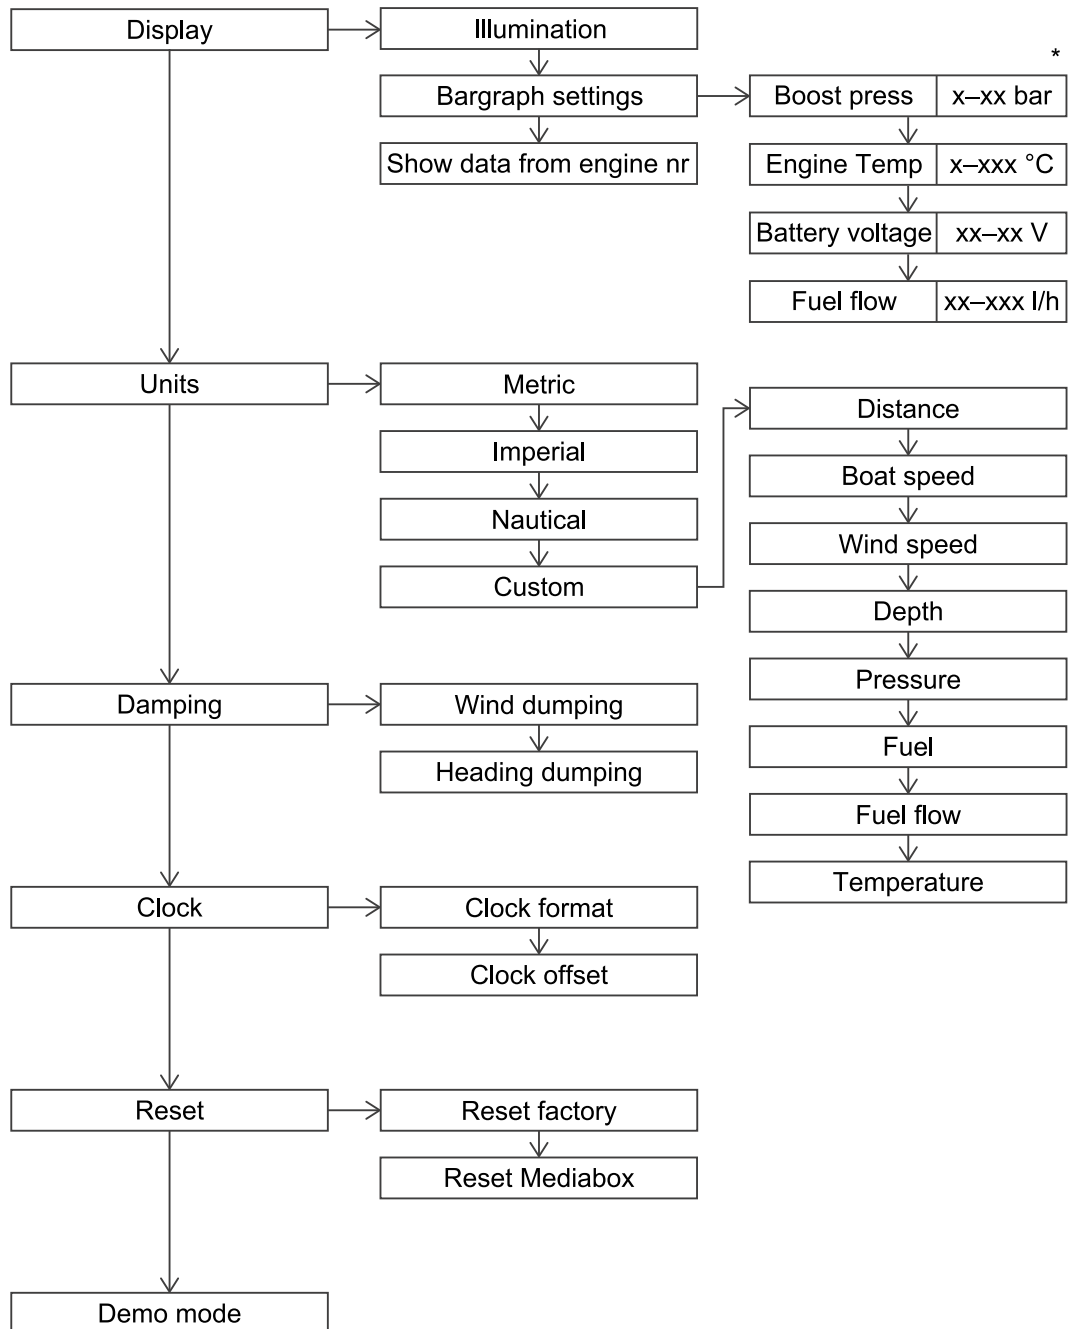 Display
Illumination
*
Bargraph settings
Boost press x–xx bar
Show data from engine nr
Engine Temp x–xxx °C
Battery voltage xx–xx V
Fuel flow xx–xxx l/h
Units
Metric
Imperial
Nautical
Custom
Distance
Boat speed
Wind speed
Depth
Pressure
Fuel
Fuel flow
Temperature
Damping
Wind dumping
Heading dumping
Clock
Clock format
Clock offset
Reset
Reset factory
Reset Mediabox
Demo mode